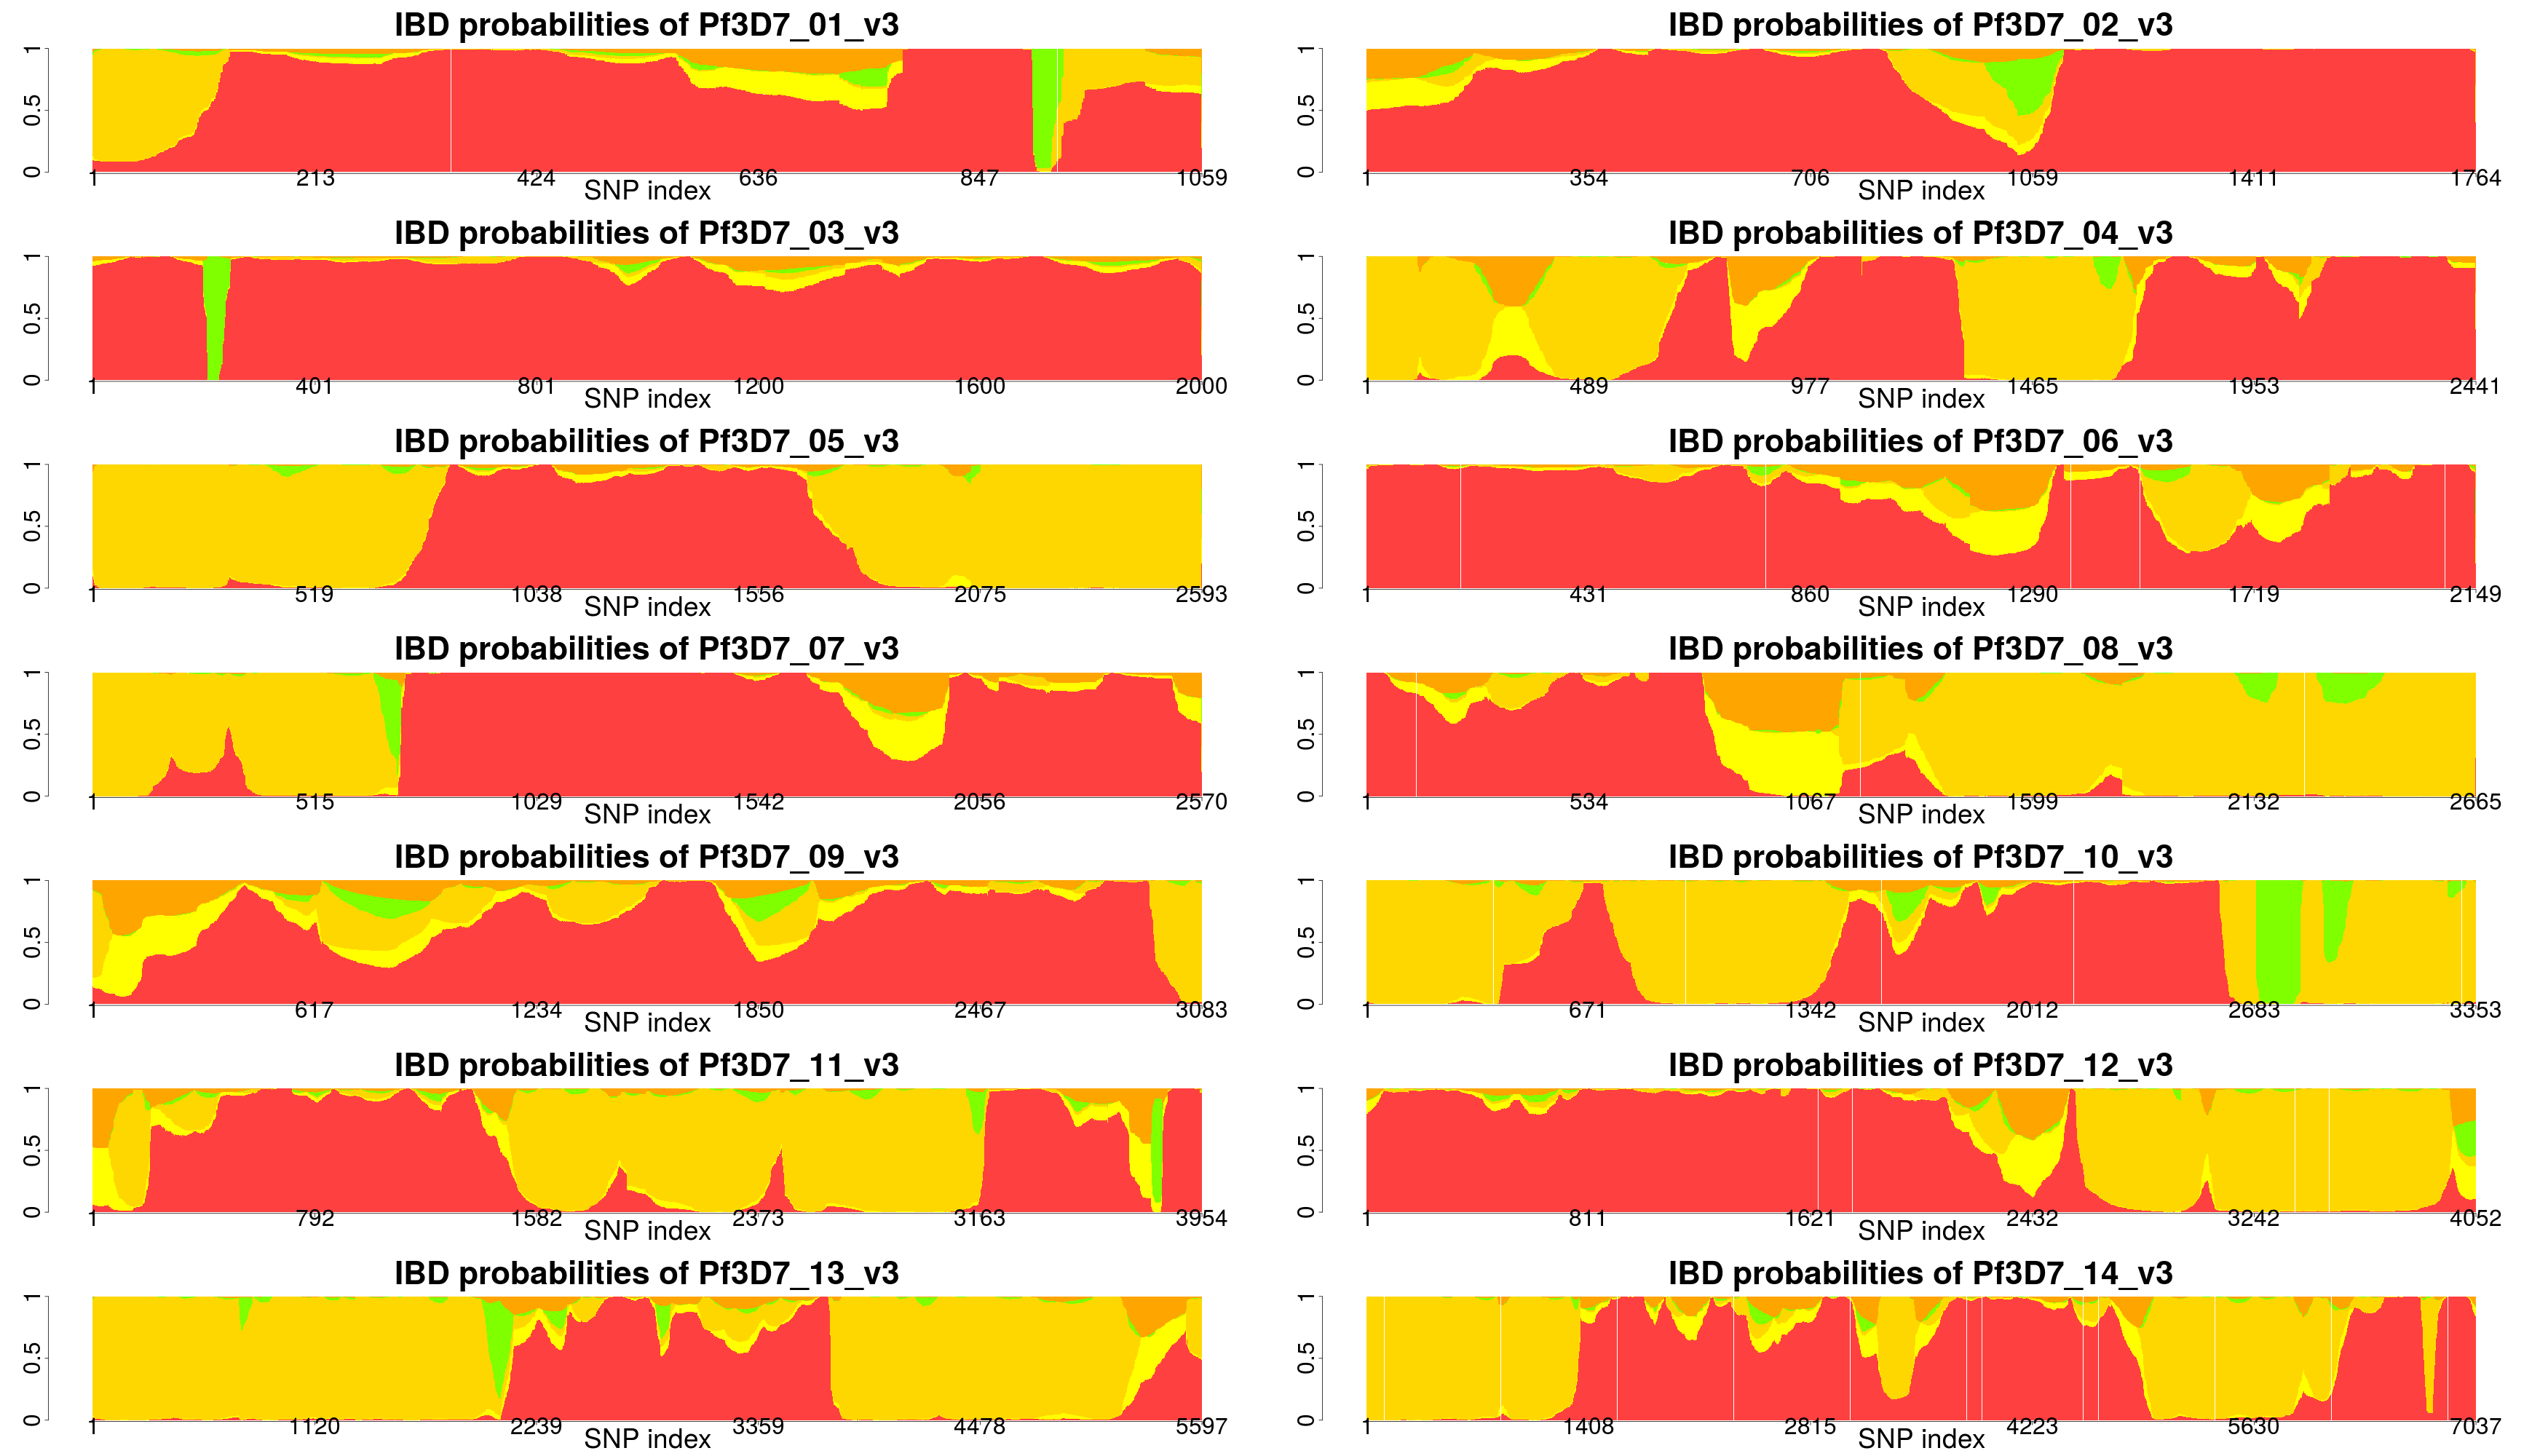 IBD probabilities of Pf3D7_01_v3
0 0.5 1
1 213 424 636 847 1059
SNP index
IBD probabilities of Pf3D7_02_v3
0 0.5 1
1 354 706 1059 1411 1764
SNP index
IBD probabilities of Pf3D7_03_v3
0 0.5 1
1 401 801 1200 1600 2000
SNP index
IBD probabilities of Pf3D7_04_v3
0 0.5 1
1 489 977 1465 1953 2441
SNP index
IBD probabilities of Pf3D7_05_v3
0 0.5 1
1 519 1038 1556 2075 2593
SNP index
IBD probabilities of Pf3D7_06_v3
0 0.5 1
1 431 860 1290 1719 2149
SNP index
IBD probabilities of Pf3D7_07_v3
0 0.5 1
1 515 1029 1542 2056 2570
SNP index
IBD probabilities of Pf3D7_08_v3
0 0.5 1
1 534 1067 1599 2132 2665
SNP index
IBD probabilities of Pf3D7_09_v3
0 0.5 1
1 617 1234 1850 2467 3083
SNP index
IBD probabilities of Pf3D7_10_v3
0 0.5 1
1 671 1342 2012 2683 3353
SNP index
IBD probabilities of Pf3D7_11_v3
0 0.5 1
1 792 1582 2373 3163 3954
SNP index
IBD probabilities of Pf3D7_12_v3
0 0.5 1
1 811 1621 2432 3242 4052
SNP index
IBD probabilities of Pf3D7_13_v3
0 0.5 1
1 1120 2239 3359 4478 5597
SNP index
IBD probabilities of Pf3D7_14_v3
0 0.5 1
1 1408 2815 4223 5630 7037
SNP index